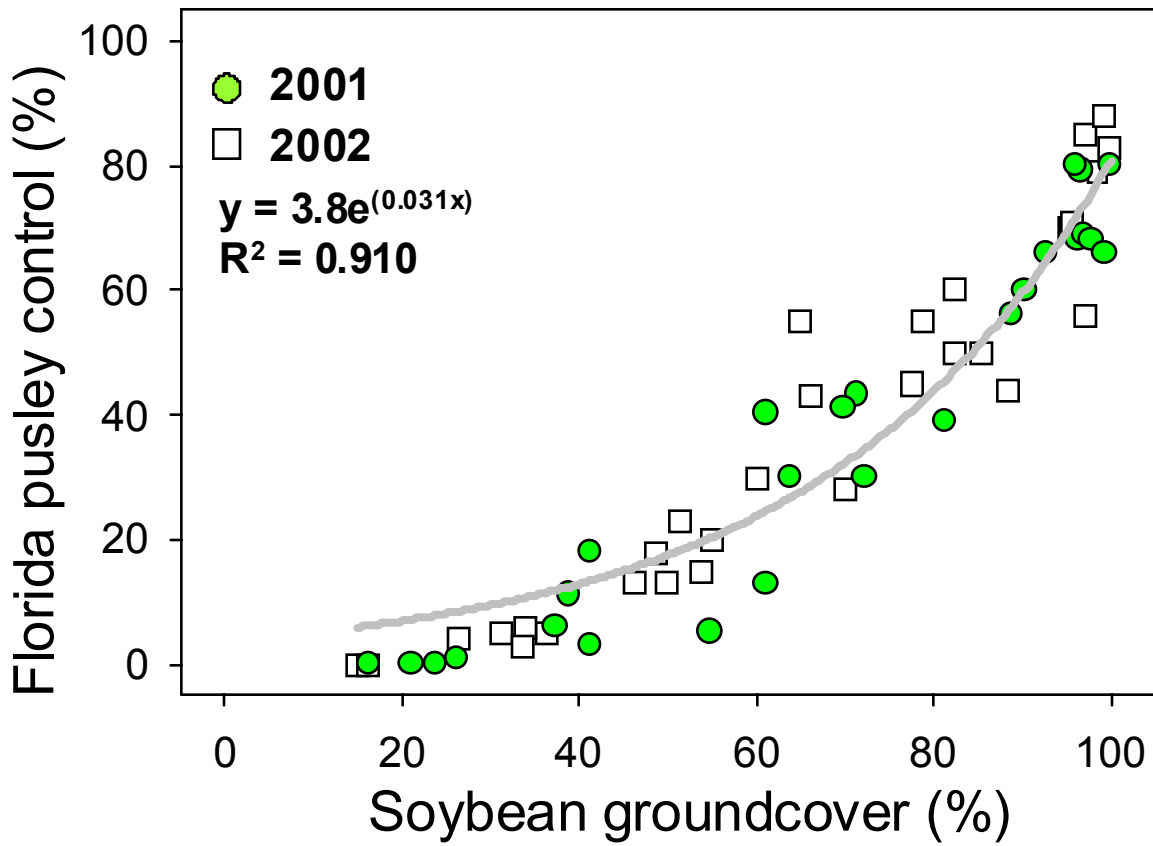 Florida pusley control (%)
100
80
60
40
20
0
2001
2002
y = 3.8e^(0.031x)
R² = 0.910
0 20 40 60 80 100
Soybean groundcover (%)